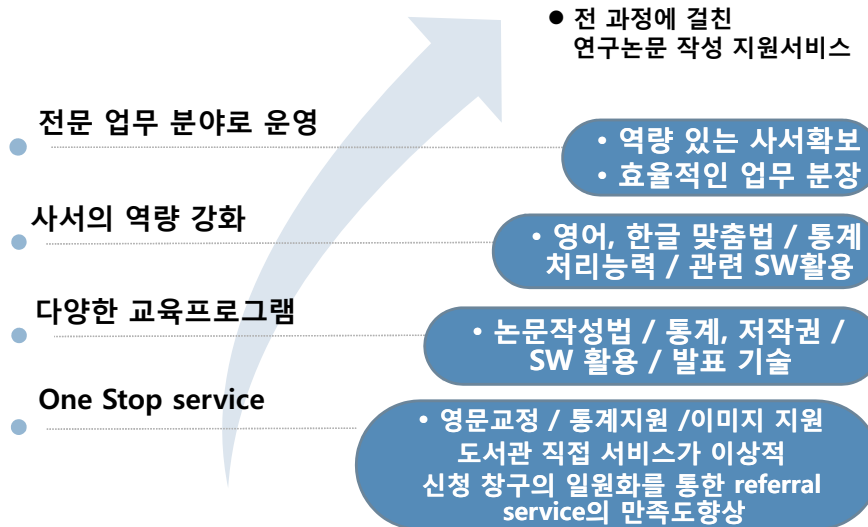 ● 전 과정에 걸친
연구논문 작성 지원서비스
전문 업무 분야로 운영
• 역량 있는 사서확보
• 효율적인 업무 분장
사서의 역량 강화
• 영어, 한글 맞춤법 / 통계
처리능력 / 관련 SW활용
다양한 교육프로그램
• 논문작성법 / 통계, 저작권 /
SW 활용 / 발표 기술
One Stop service
• 영문교정 / 통계지원 /이미지 지원
도서관 직접 서비스가 이상적
신청 창구의 일원화를 통한 referral
service의 만족도향상